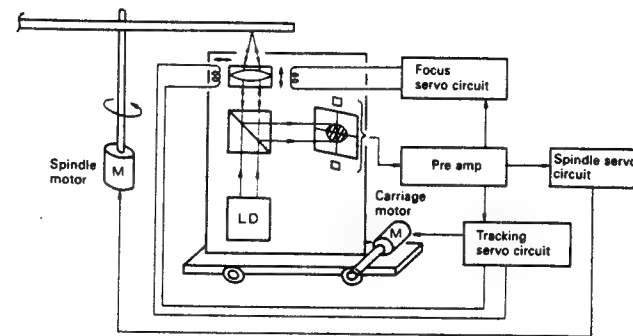 Focus
servo circuit
Spindle
motor
M
LD
Pre amp
Spindle servo
circuit
Carriage
motor
M
Tracking
servo circuit